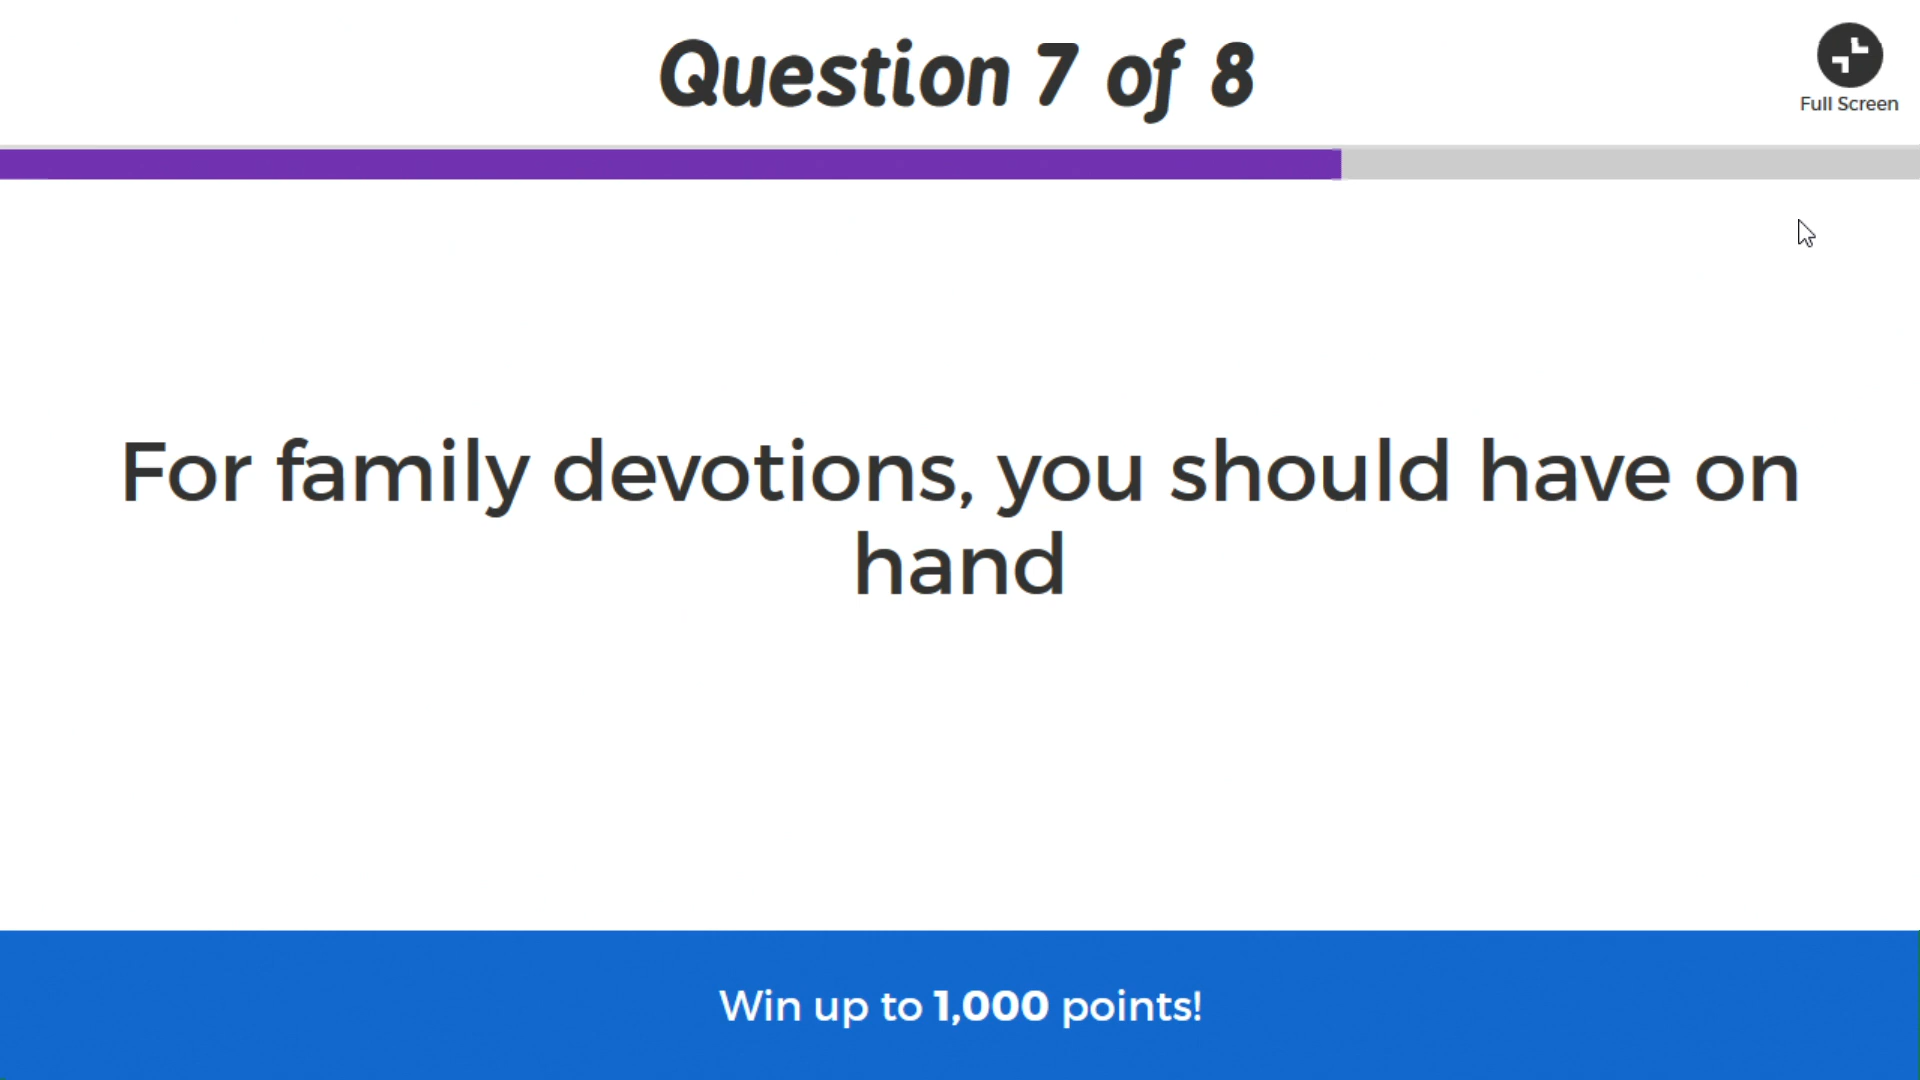 Question 7 of 8
Full Screen
For family devotions, you should have on
hand
Win up to 1,000 points!